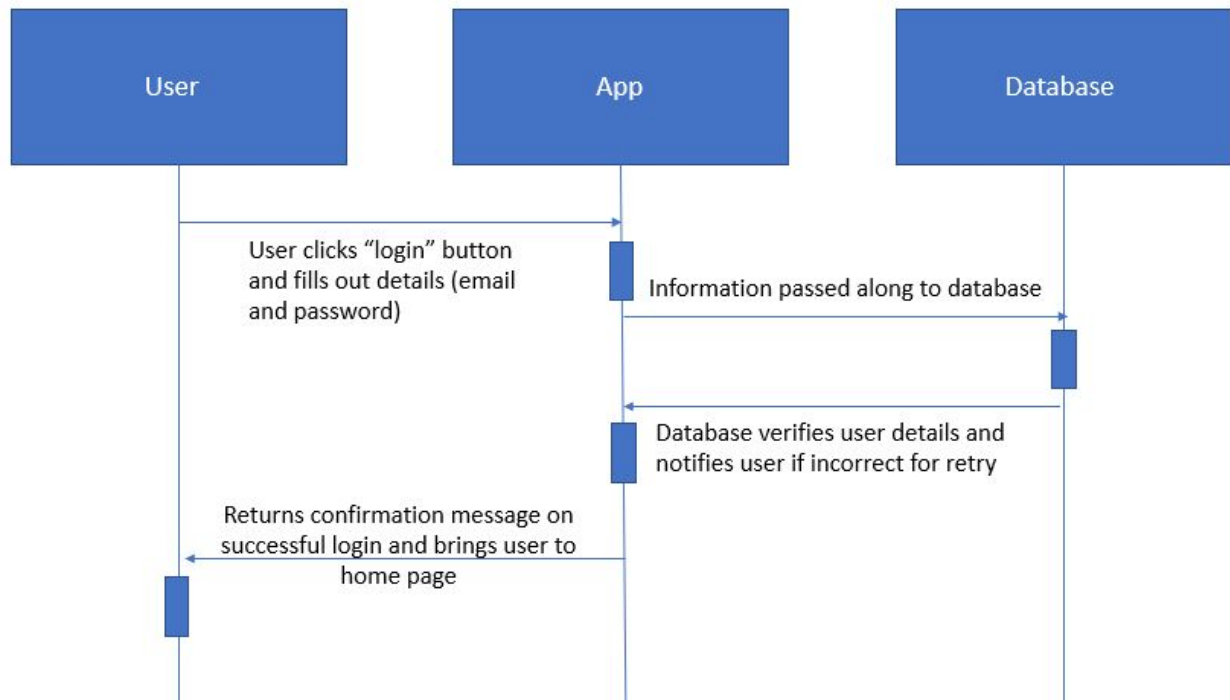 User
App
Database
User clicks “login” button
and fills out details (email
and password)
Information passed along to database
Database verifies user details and
notifies user if incorrect for retry
Returns confirmation message on
successful login and brings user to
home page